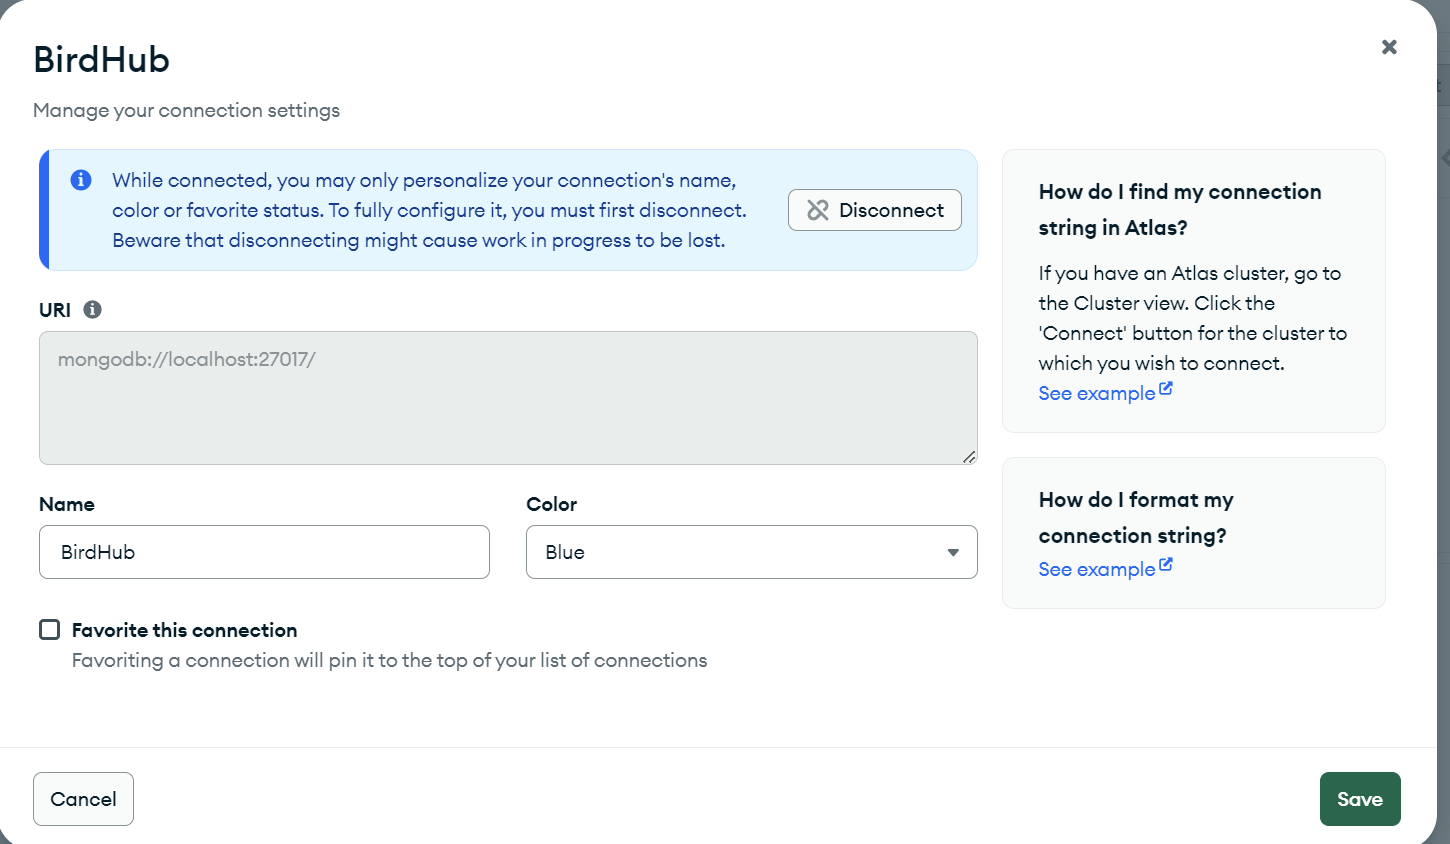 BirdHub
Manage your connection settings
While connected, you may only personalize your connection's name,
color or favorite status. To fully configure it, you must first disconnect.
Beware that disconnecting might cause work in progress to be lost.
Disconnect
URI
mongodb://localhost:27017/
Name
BirdHub
Color
Blue
Favorite this connection
Favoriting a connection will pin it to the top of your list of connections
How do I find my connection
string in Atlas?
If you have an Atlas cluster, go to
the Cluster view. Click the
'Connect' button for the cluster to
which you wish to connect.
See example
How do I format my
connection string?
See example
Cancel
Save